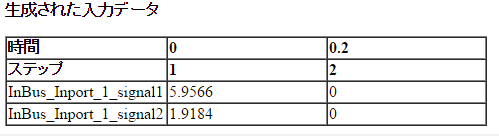 生成された入力データ
時間 0 0.2
ステップ 1 2
InBus_Inport_1_signal1 5.9566 0
InBus_Inport_1_signal2 1.9184 0